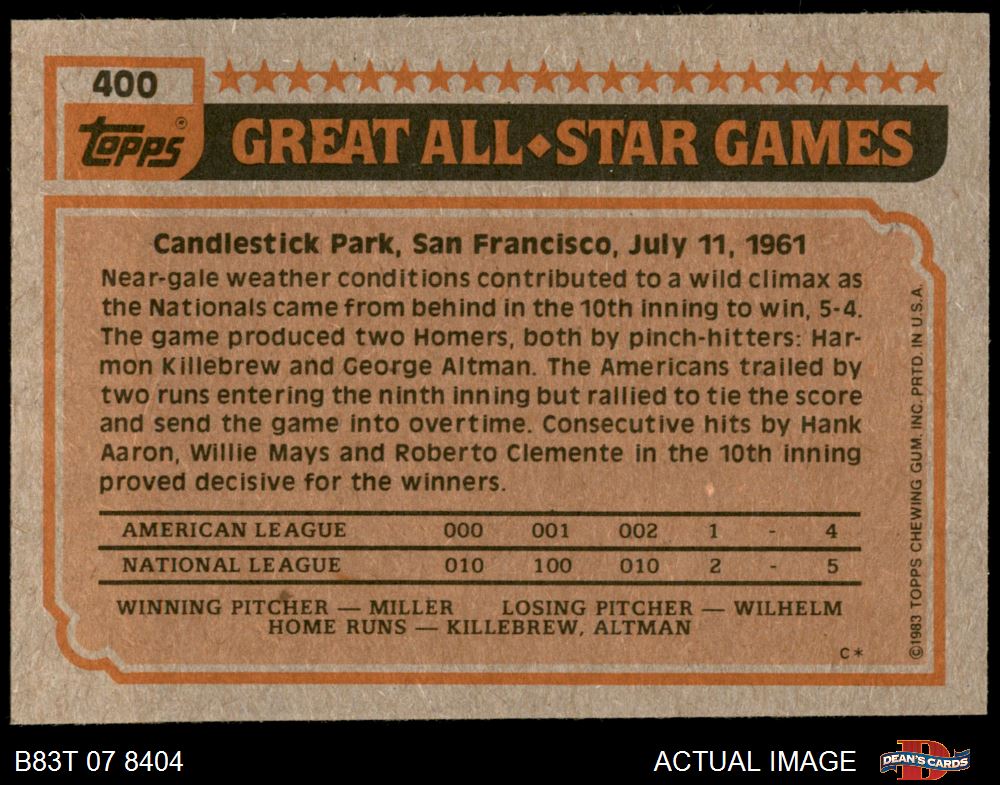 400
topps®
GREAT ALL◆STAR GAMES
Candlestick Park, San Francisco, July 11, 1961
Near-gale weather conditions contributed to a wild climax as
the Nationals came from behind in the 10th inning to win, 5-4.
The game produced two Homers, both by pinch-hitters: Har-
mon Killebrew and George Altman. The Americans trailed by
two runs entering the ninth inning but rallied to tie the score
and send the game into overtime. Consecutive hits by Hank
Aaron, Willie Mays and Roberto Clemente in the 10th inning
proved decisive for the winners.
AMERICAN LEAGUE 000 001 002 1 - 4
NATIONAL LEAGUE 010 100 010 2 - 5
WINNING PITCHER — MILLER LOSING PITCHER — WILHELM
HOME RUNS — KILLEBREW, ALTMAN
C*
©1983 TOPPS CHEWING GUM, INC. PRTD. IN U.S.A.
B83T 07 8404
ACTUAL IMAGE
D
DEAN'S CARDS